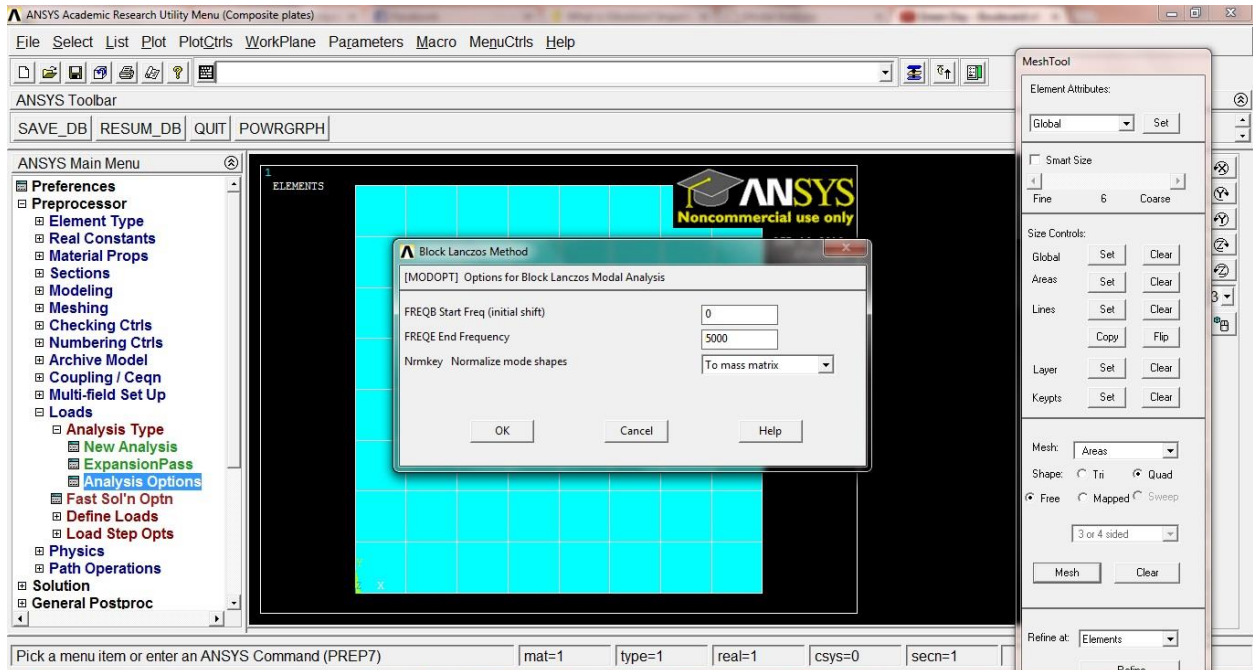 ANSYS Academic Research Utility Menu (Composite plates)
File Select List Plot PlotCtrls WorkPlane Parameters Macro MenuCtrls Help
ANSYS Toolbar
SAVE_DB RESUM_DB QUIT POWRGRPH
ANSYS Main Menu
Preferences
Preprocessor
Element Type
Real Constants
Material Props
Sections
Modeling
Meshing
Checking Ctrls
Numbering Ctrls
Archive Model
Coupling / Ceqn
Multi-field Set Up
Loads
Analysis Type
New Analysis
ExpansionPass
Analysis Options
Fast Sol'n Optn
Define Loads
Load Step Opts
Physics
Path Operations
Solution
General Postproc
1
ELEMENTS
ANSYS
Noncommercial use only
Block Lanczos Method
[MODOPT] Options for Block Lanczos Modal Analysis
FREQB Start Freq (initial shift) 0
FREQE End Frequency 5000
Nrmkey Normalize mode shapes To mass matrix
OK Cancel Help
Y
Z X
MeshTool
Element Attributes:
Global Set
Smart Size
Fine 6 Coarse
Size Controls:
Global Set Clear
Areas Set Clear
Lines Set Clear
Copy Flip
Layer Set Clear
Keypts Set Clear
Mesh: Areas
Shape: Tri Quad
Free Mapped Sweep
3 or 4 sided
Mesh Clear
Refine at: Elements
Refine
3
Pick a menu item or enter an ANSYS Command (PREP7) mat=1 type=1 real=1 csys=0 secn=1